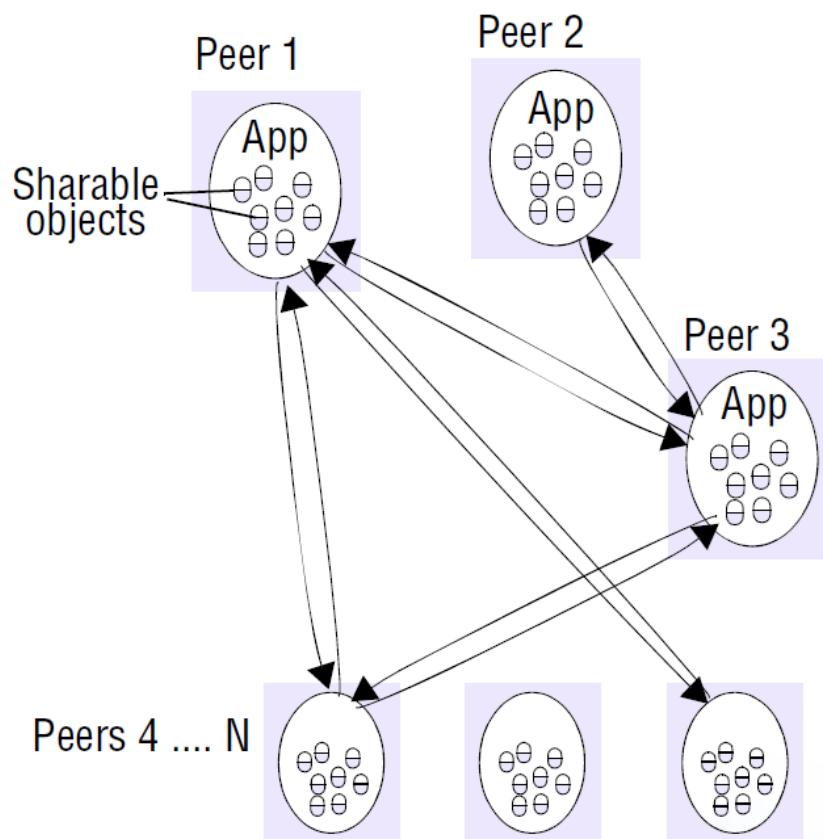 Peer 2
Peer 1
App
App
Sharable
objects
Peer 3
App
Peers 4 .... N